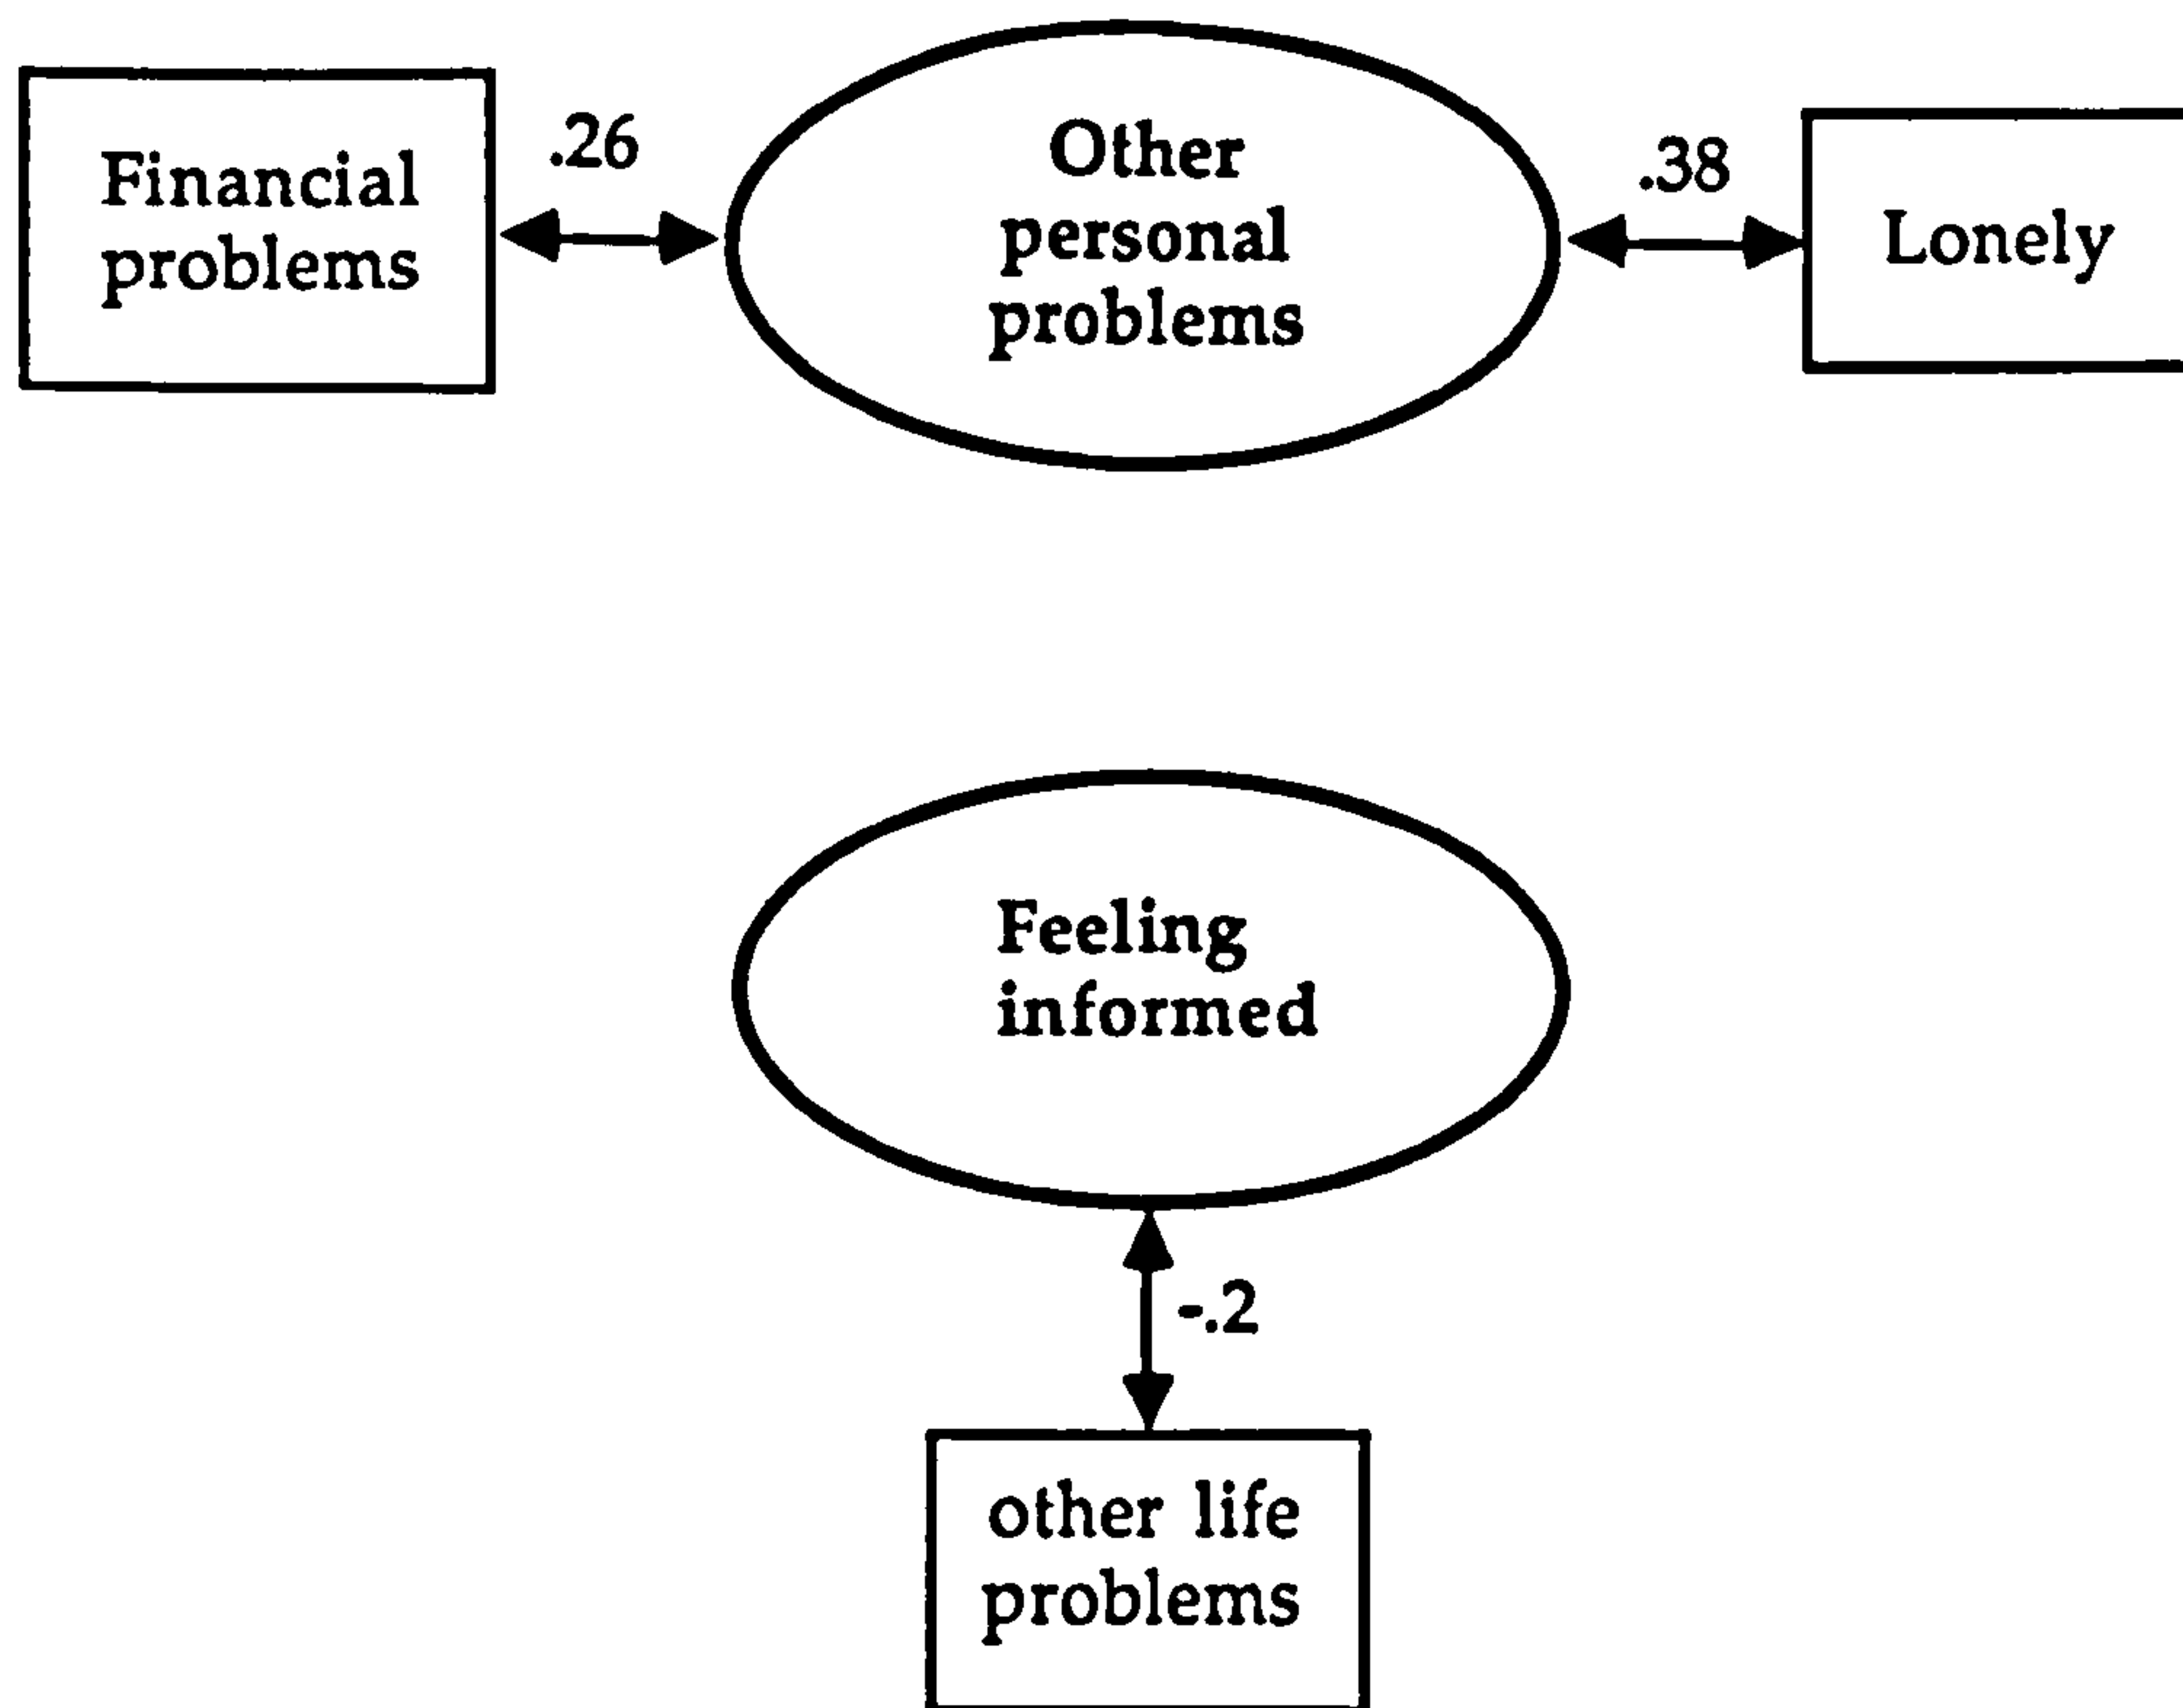 Financial
problems
.26
Other
personal
problems
.38
Lonely
Feeling
informed
-.2
other life
problems